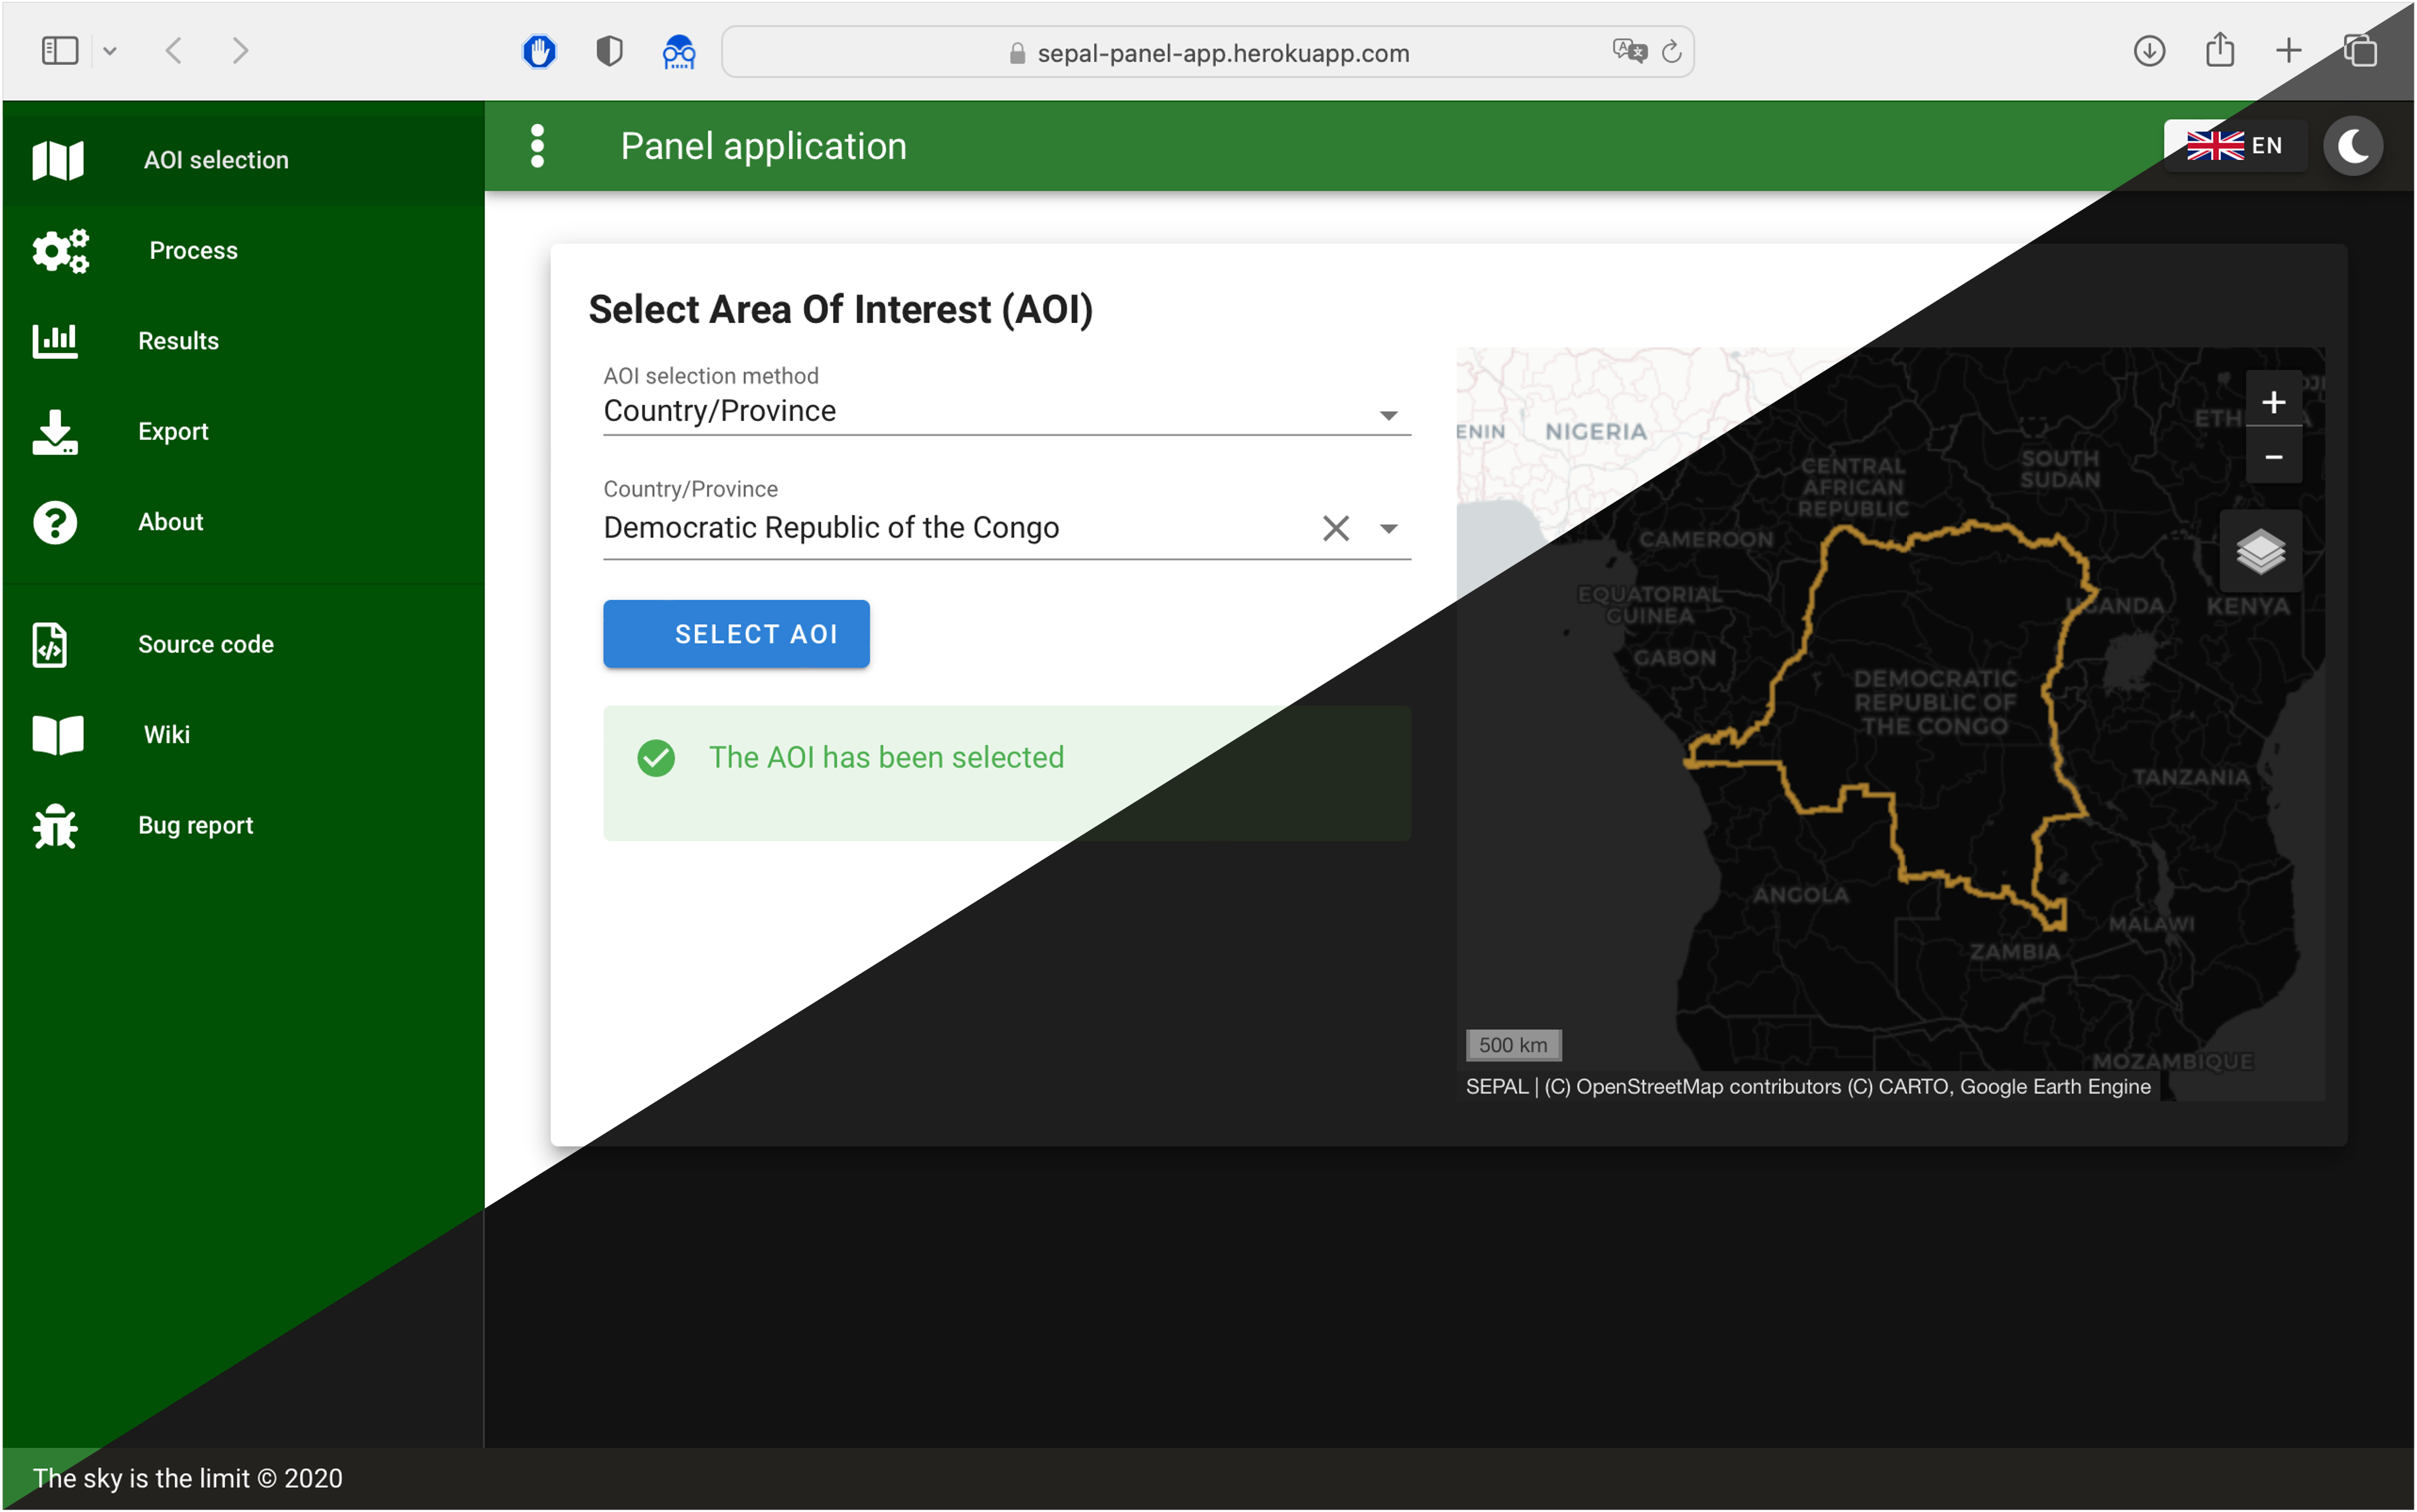 sepal-panel-app.herokuapp.com
AOI selection
Process
Results
Export
About
Source code
Wiki
Bug report
Panel application
EN
Select Area Of Interest (AOI)
AOI selection method
Country/Province
Country/Province
Democratic Republic of the Congo
SELECT AOI
The AOI has been selected
ENIN
NIGERIA
CENTRAL
AFRICAN
REPUBLIC
SOUTH
SUDAN
CAMEROON
EQUATORIAL
GUINEA
GABON
UGANDA
KENYA
DEMOCRATIC
REPUBLIC OF
THE CONGO
TANZANIA
ANGOLA
MALAWI
ZAMBIA
MOZAMBIQUE
+
−
500 km
SEPAL | (C) OpenStreetMap contributors (C) CARTO, Google Earth Engine
The sky is the limit © 2020